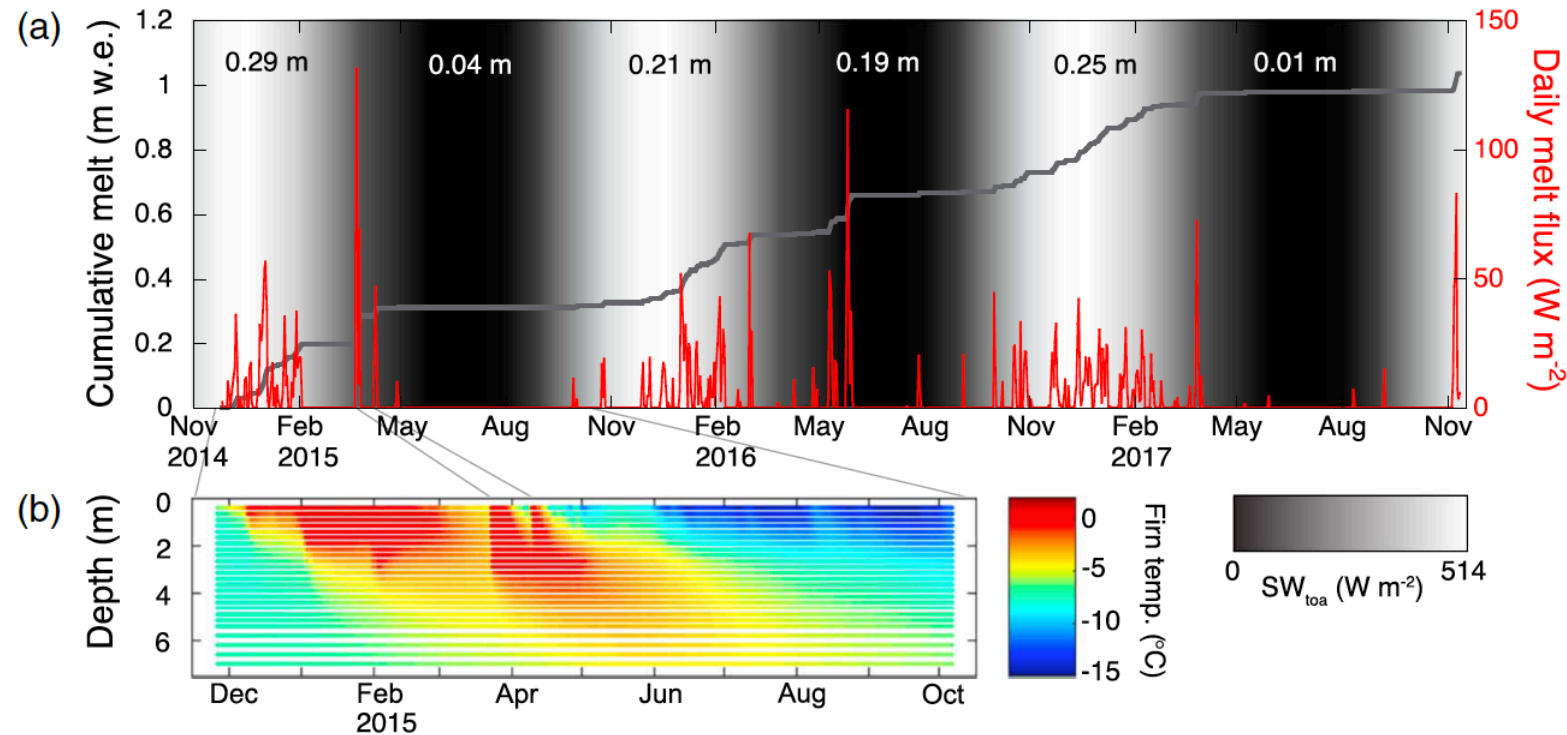 (a)
Cumulative melt (m w.e.)
1.2
1
0.8
0.6
0.4
0.2
0
0.29 m
0.04 m
0.21 m
0.19 m
0.25 m
0.01 m
150
100
50
0
Daily melt flux (W m⁻²)
Nov Feb May Aug Nov Feb May Aug Nov Feb May Aug Nov
2014 2015 2016 2017
(b)
Depth (m)
0
2
4
6
Dec Feb Apr Jun Aug Oct
2015
0
-5
-10
-15
Firn temp. (°C)
0 514
SWtoa (W m⁻²)